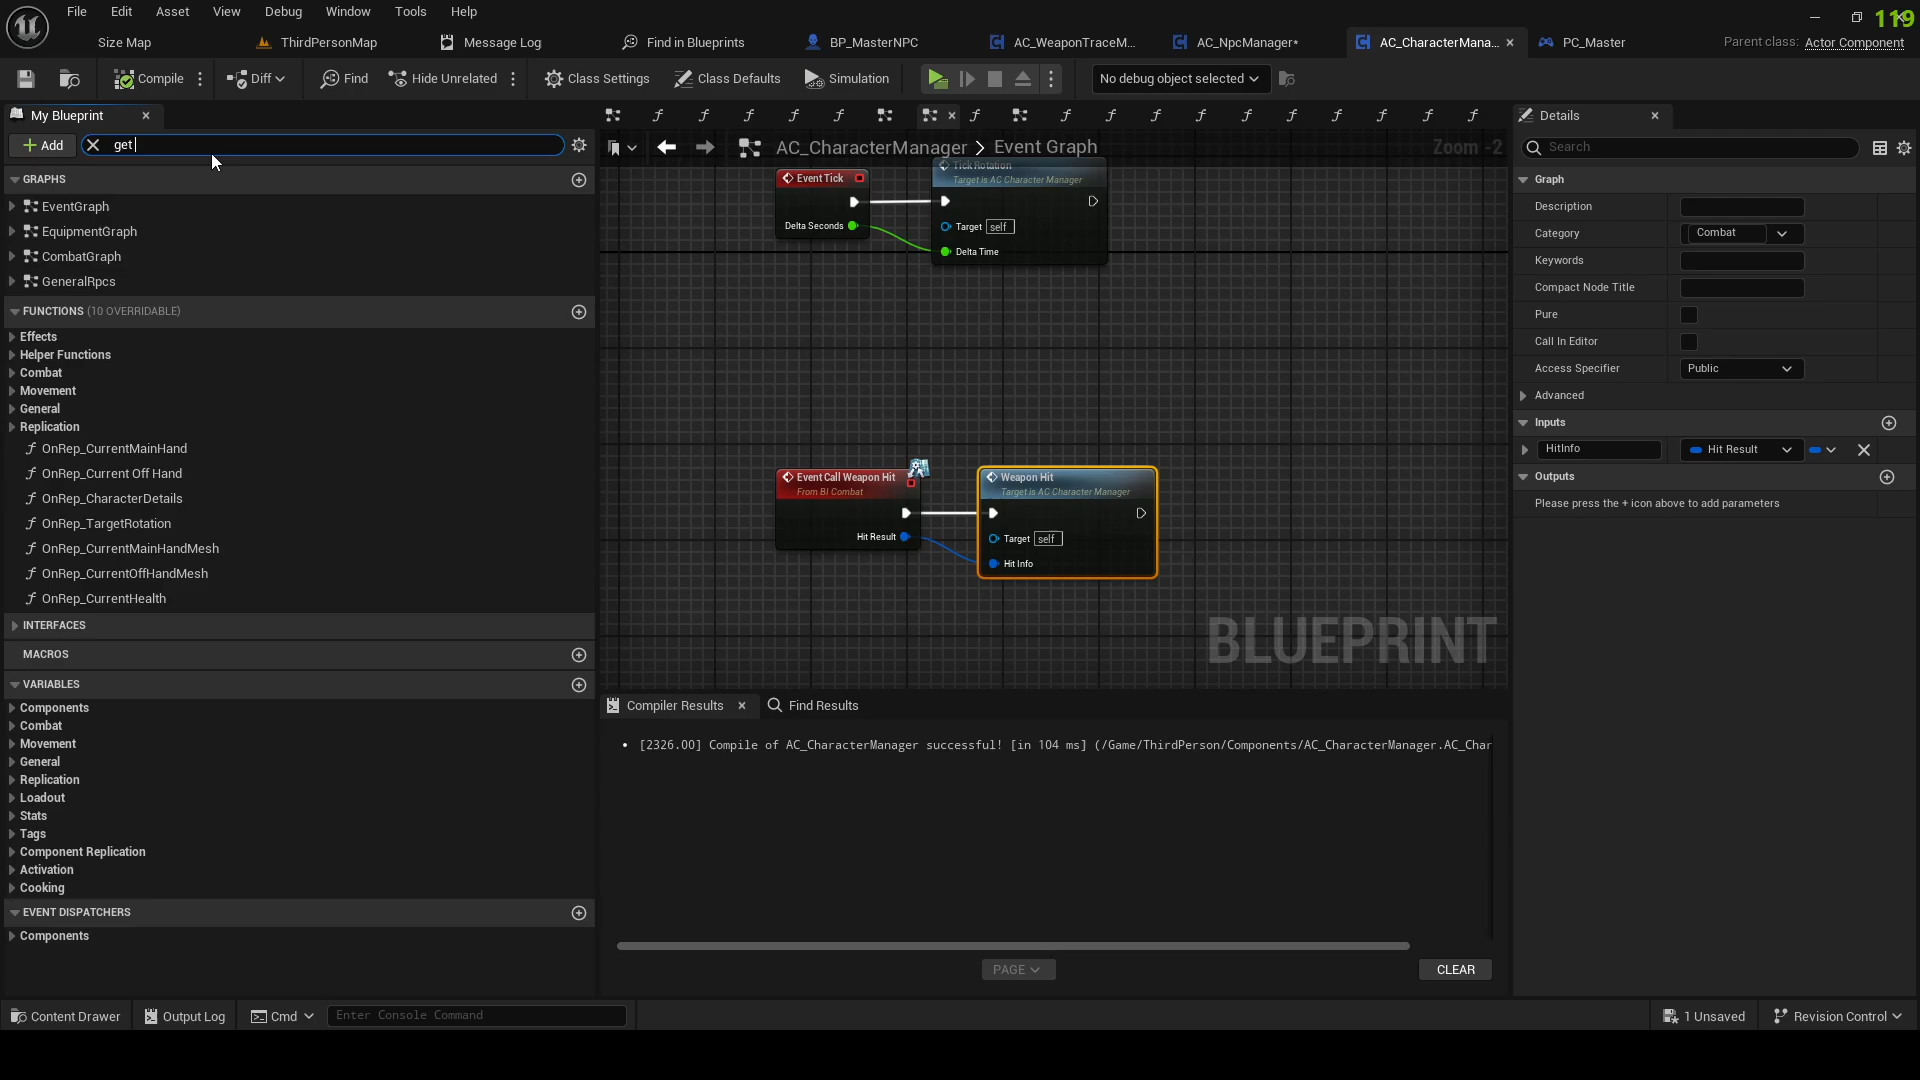 File Edit Asset View Debug Window Tools Help
119
Size Map ThirdPersonMap Message Log Find in Blueprints BP_MasterNPC AC_WeaponTraceM... AC_NpcManager* AC_CharacterMana... PC_Master Parent class: Actor Component
Compile Diff Find Hide Unrelated Class Settings Class Defaults Simulation No debug object selected
My Blueprint
Add get
GRAPHS
EventGraph
EquipmentGraph
CombatGraph
GeneralRpcs
FUNCTIONS (10 OVERRIDABLE)
Effects
Helper Functions
Combat
Movement
General
Replication
OnRep_CurrentMainHand
OnRep_Current Off Hand
OnRep_CharacterDetails
OnRep_TargetRotation
OnRep_CurrentMainHandMesh
OnRep_CurrentOffHandMesh
OnRep_CurrentHealth
INTERFACES
MACROS
VARIABLES
Components
Combat
Movement
General
Replication
Loadout
Stats
Tags
Component Replication
Activation
Cooking
EVENT DISPATCHERS
Components
AC_CharacterManager > Event Graph Zoom -2
Event Tick
Delta Seconds
Tick Rotation
Target is AC Character Manager
Target self
Delta Time
Event Call Weapon Hit
From BI Combat
Hit Result
Weapon Hit
Target is AC Character Manager
Target self
Hit Info
BLUEPRINT
Compiler Results Find Results
[2326.00] Compile of AC_CharacterManager successful! [in 104 ms] (/Game/ThirdPerson/Components/AC_CharacterManager.AC_Char
PAGE CLEAR
Details
Search
Graph
Description
Category Combat
Keywords
Compact Node Title
Pure
Call In Editor
Access Specifier Public
Advanced
Inputs
HitInfo Hit Result
Outputs
Please press the + icon above to add parameters
Content Drawer Output Log Cmd Enter Console Command 1 Unsaved Revision Control